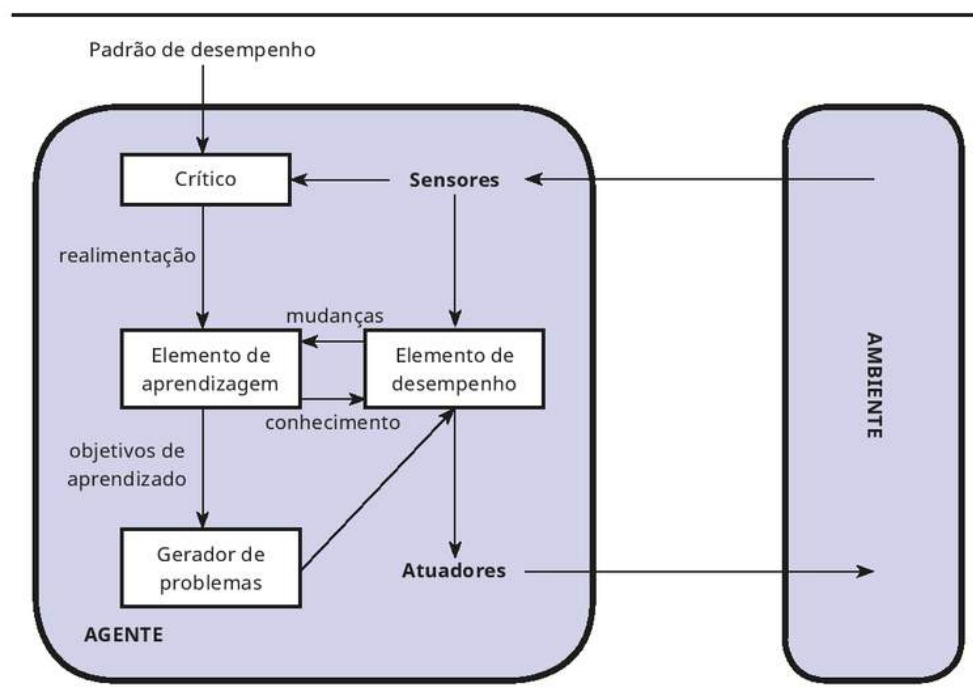 Padrão de desempenho
Crítico
Sensores
realimentação
mudanças
Elemento de
aprendizagem
Elemento de
desempenho
conhecimento
objetivos de
aprendizado
Gerador de
problemas
Atuadores
AGENTE
AMBIENTE